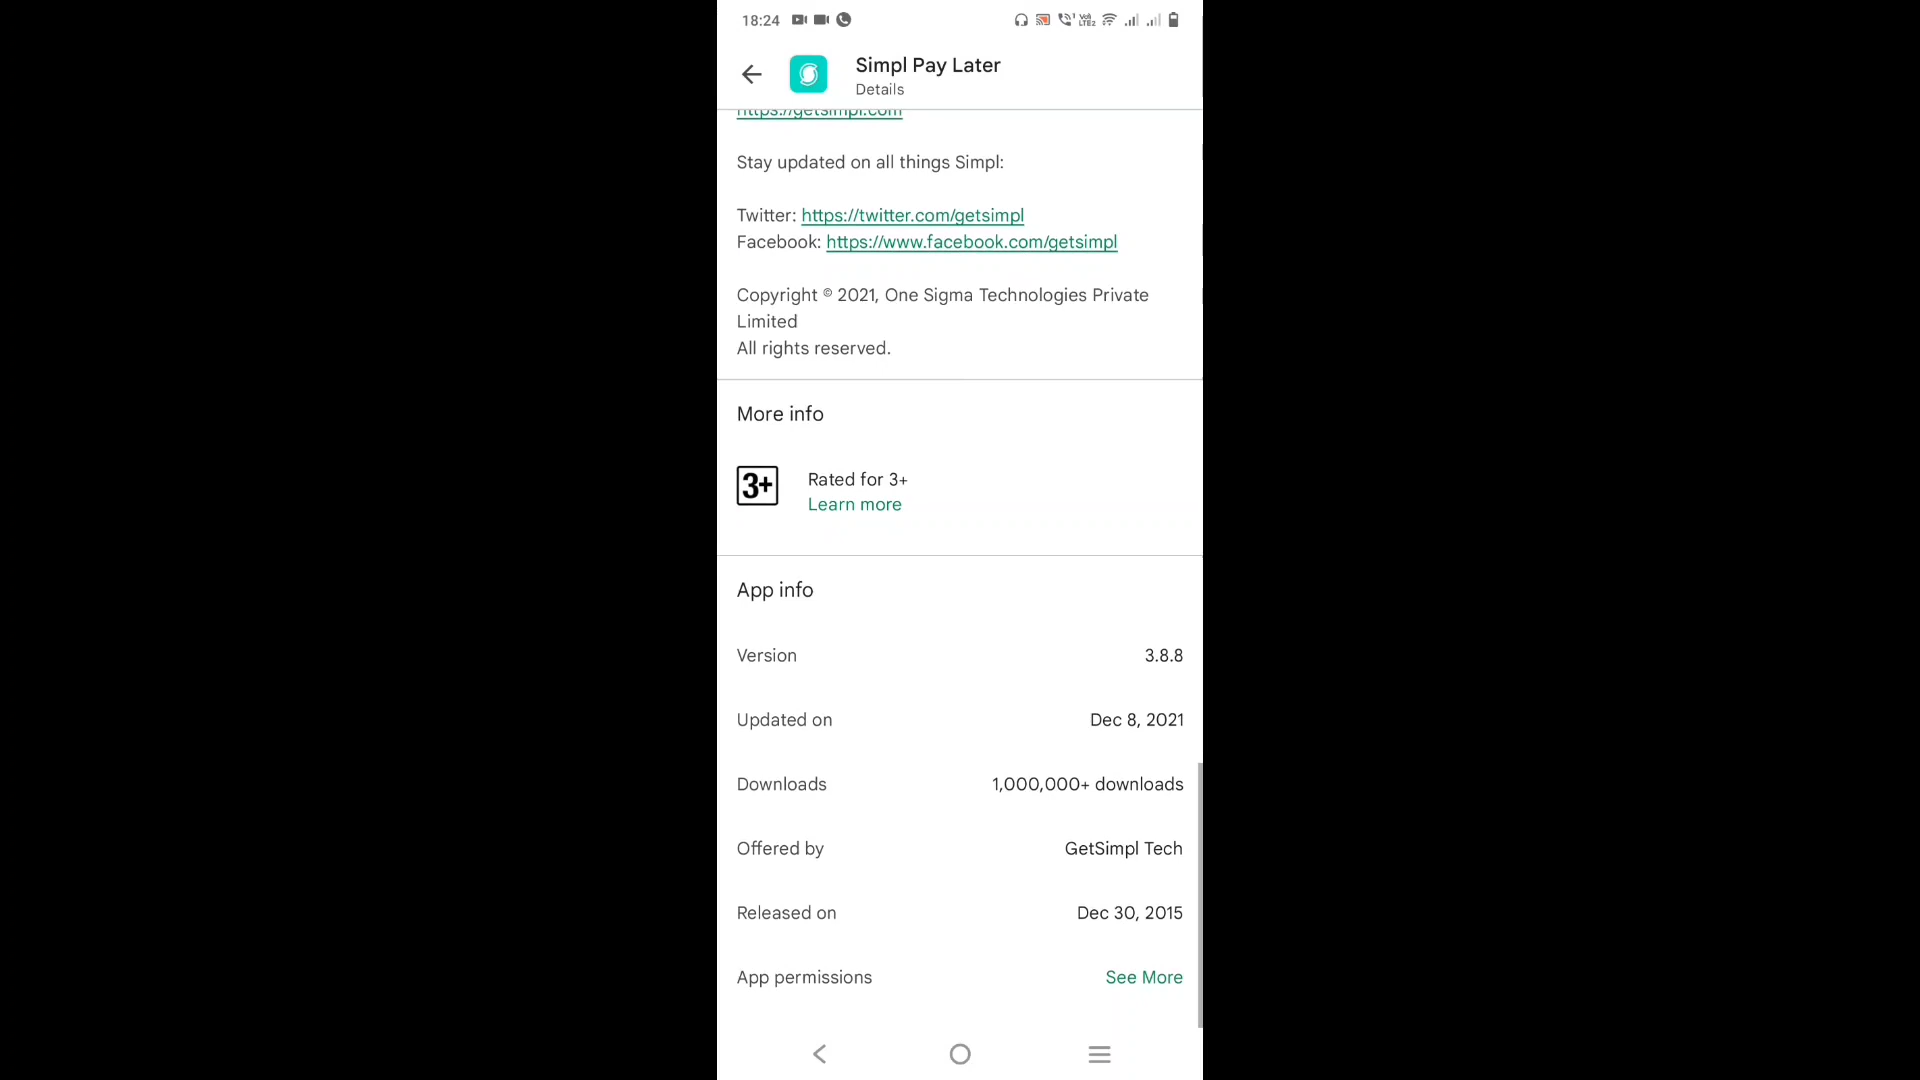 18:24
Simpl Pay Later
Details
https://getsimpl.com
Stay updated on all things Simpl:
Twitter: https://twitter.com/getsimpl
Facebook: https://www.facebook.com/getsimpl
Copyright © 2021, One Sigma Technologies Private
Limited
All rights reserved.
More info
3+
Rated for 3+
Learn more
App info
Version 3.8.8
Updated on Dec 8, 2021
Downloads 1,000,000+ downloads
Offered by GetSimpl Tech
Released on Dec 30, 2015
App permissions See More